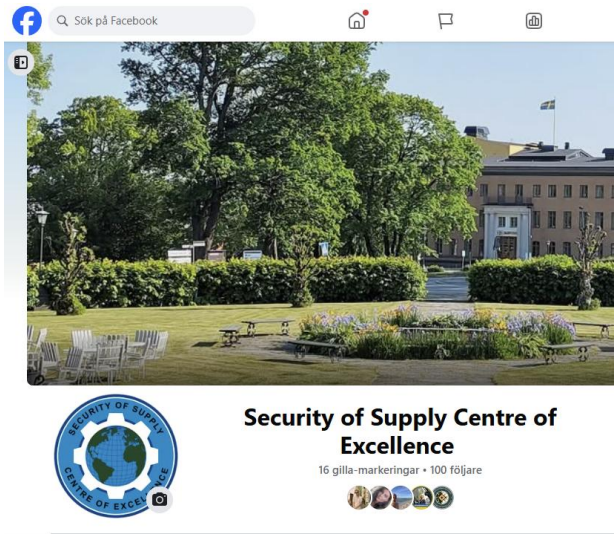 Sök på Facebook
SECURITY OF SUPPLY
CENTRE OF EXCELLENCE
Security of Supply Centre of
Excellence
16 gilla-markeringar • 100 följare